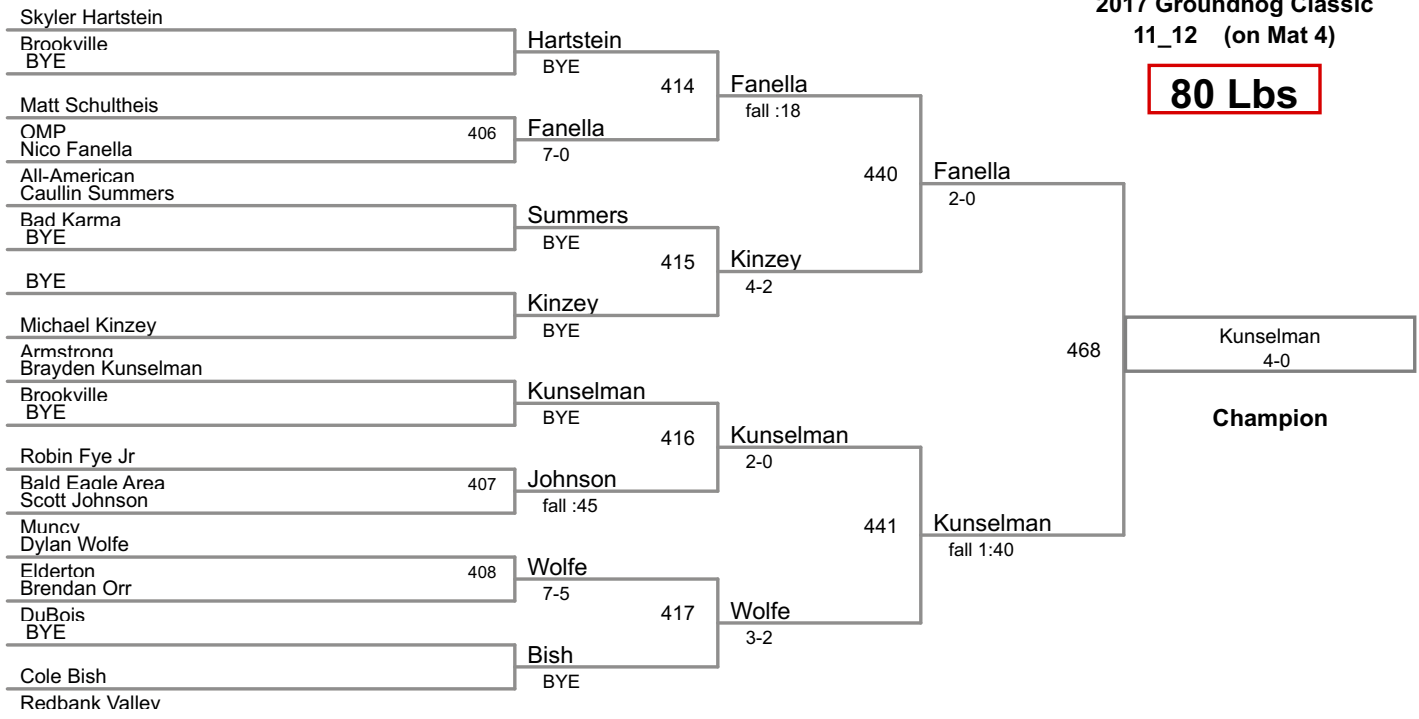 2017 Groundhog Classic
11_12 (on Mat 4)
80 Lbs
Skyler Hartstein
Brookville
BYE
Matt Schultheis
OMP
Nico Fanella
All-American
Caullin Summers
Bad Karma
BYE
BYE
Michael Kinzey
Armstrong
Brayden Kunselman
Brookville
BYE
Robin Fye Jr
Bald Eagle Area
Scott Johnson
Muncy
Dylan Wolfe
Elderton
Brendan Orr
DuBois
BYE
Cole Bish
Redbank Valley
406
407
408
Hartstein
BYE
Fanella
7-0
Summers
BYE
Kinzey
BYE
Kunselman
BYE
Johnson
fall :45
Wolfe
7-5
Bish
BYE
414
415
416
417
Fanella
fall :18
Kinzey
4-2
Kunselman
2-0
Wolfe
3-2
440
441
Fanella
2-0
Kunselman
fall 1:40
468
Kunselman
4-0
Champion